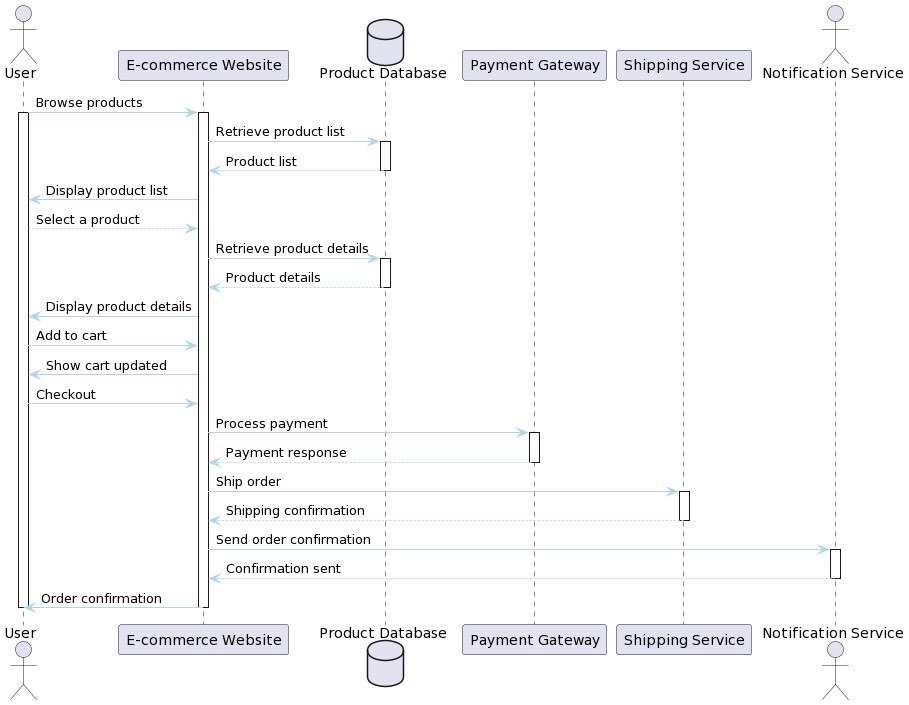 User
E-commerce Website
Product Database
Payment Gateway
Shipping Service
Notification Service
Browse products
Retrieve product list
Product list
Display product list
Select a product
Retrieve product details
Product details
Display product details
Add to cart
Show cart updated
Checkout
Process payment
Payment response
Ship order
Shipping confirmation
Send order confirmation
Confirmation sent
Order confirmation
User
E-commerce Website
Product Database
Payment Gateway
Shipping Service
Notification Service